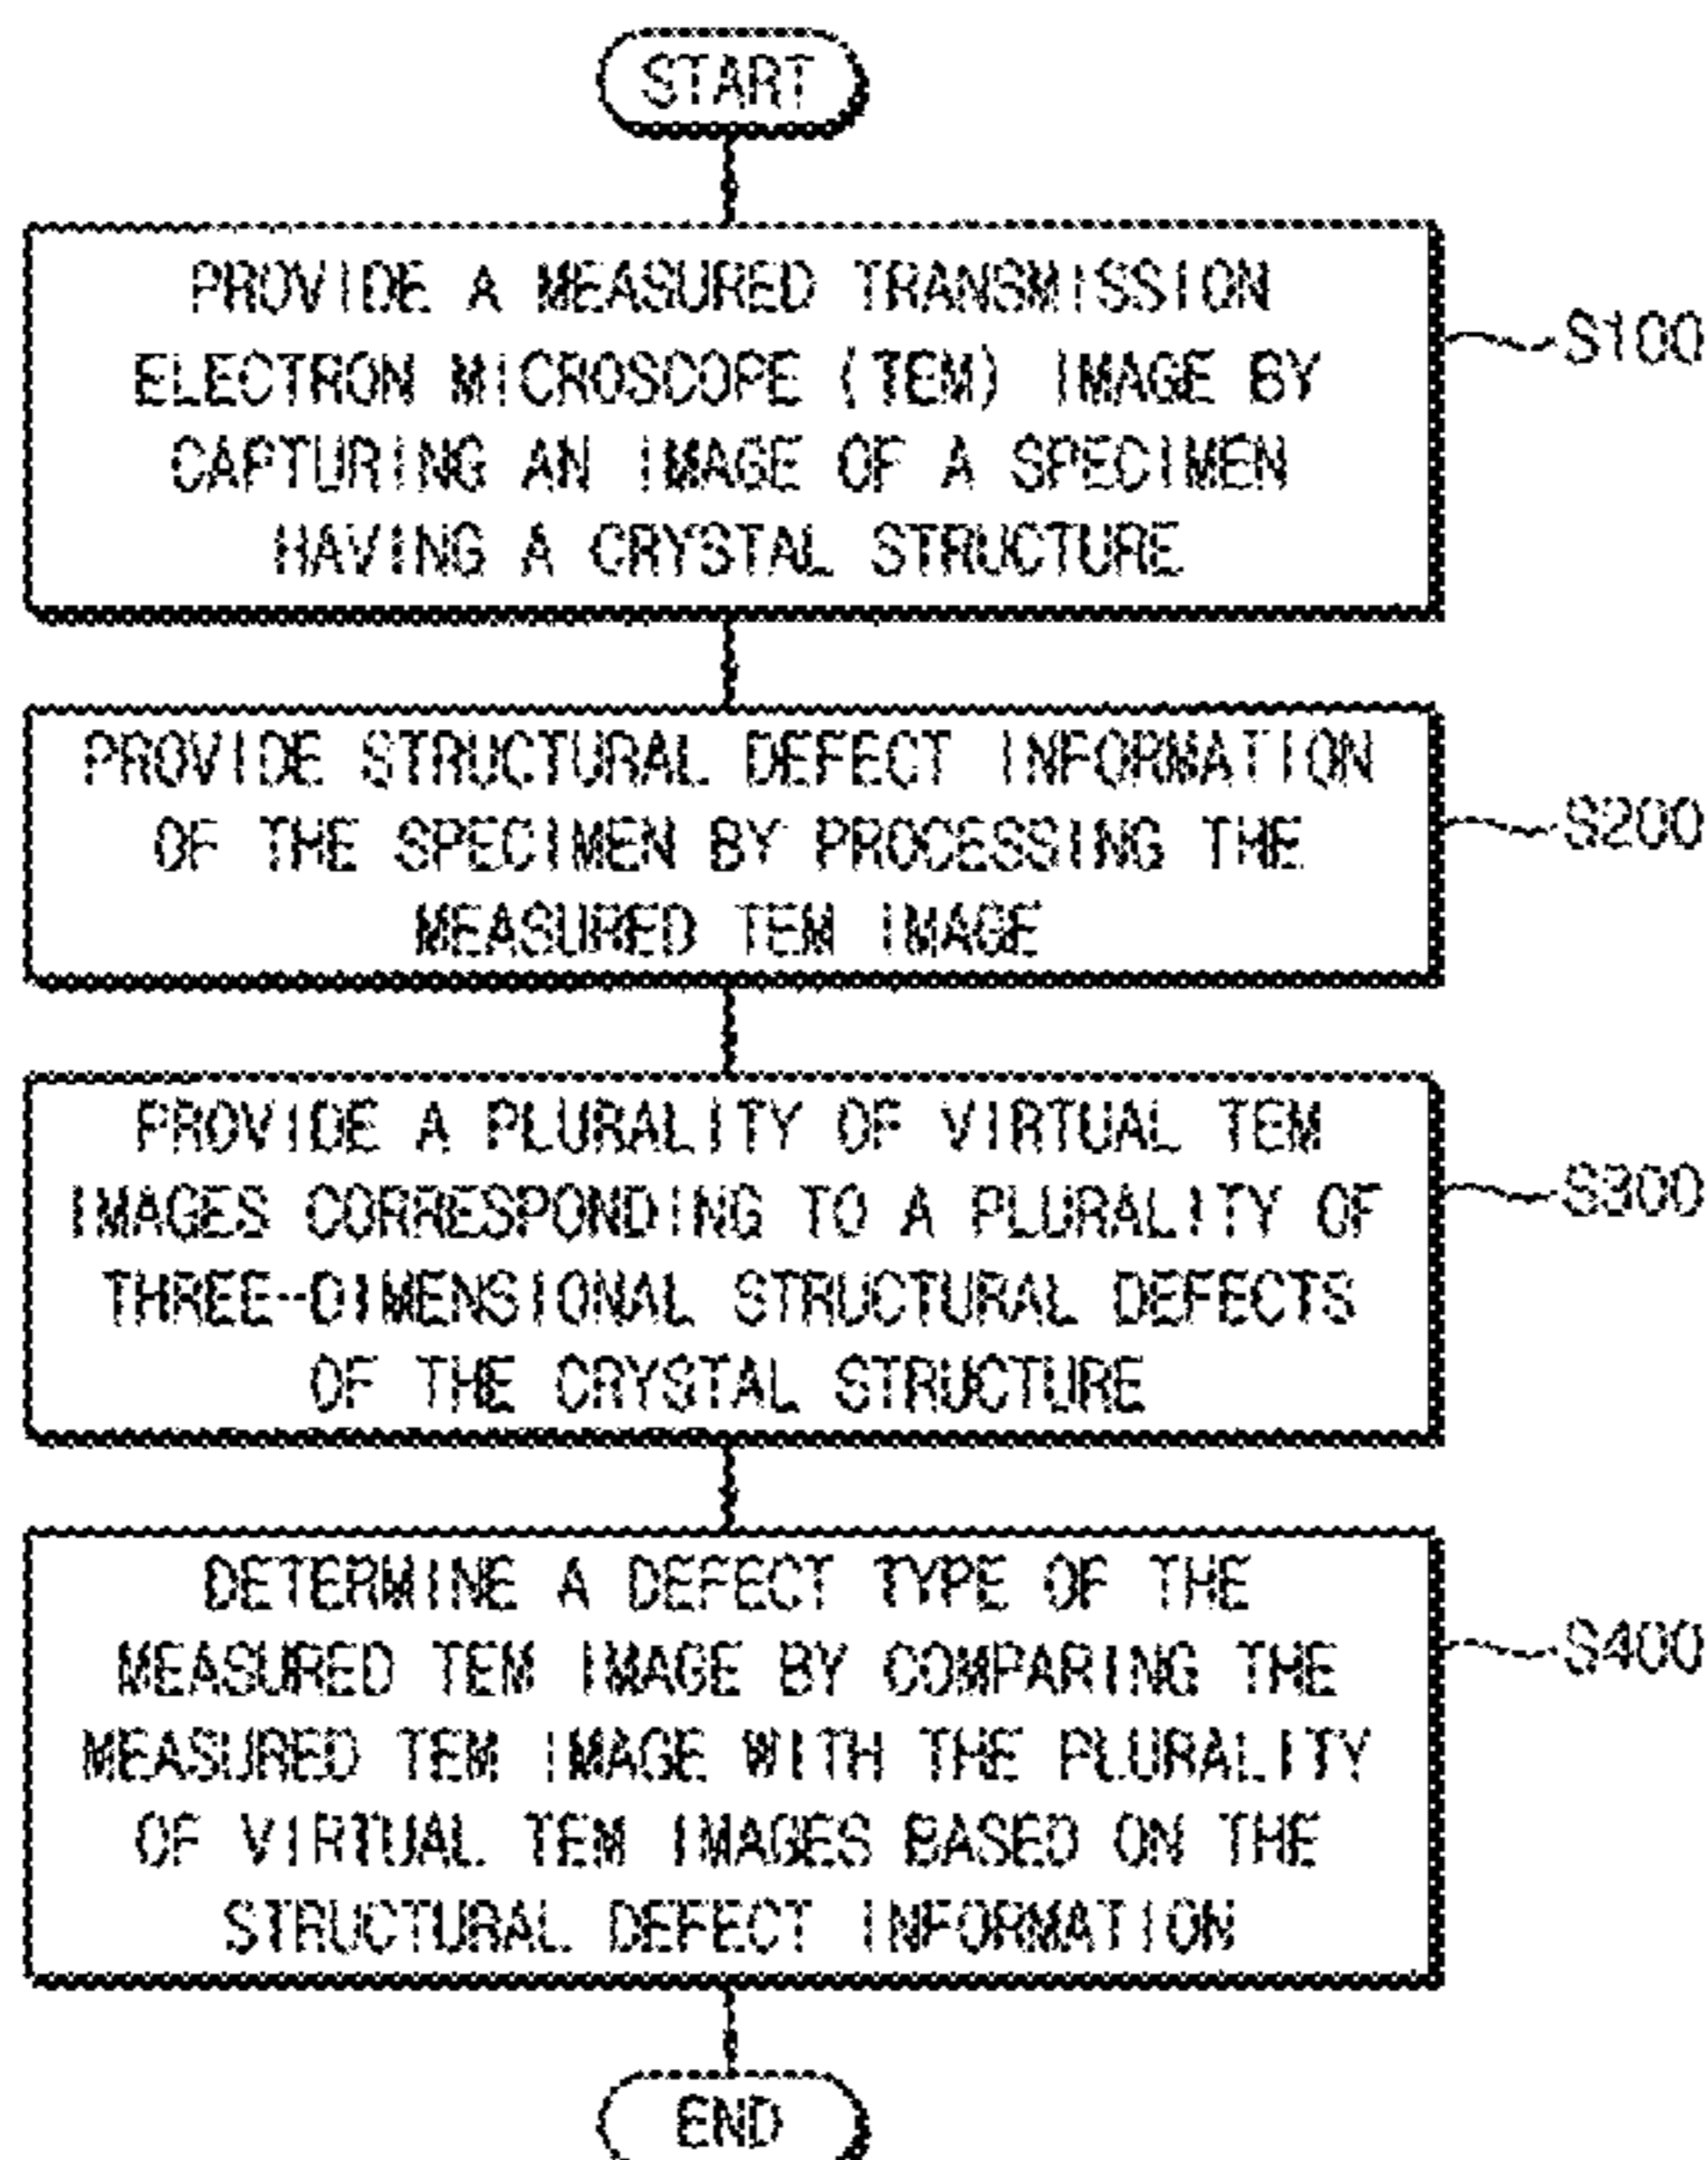 START
PROVIDE A MEASURED TRANSMISSION
ELECTRON MICROSCOPE (TEM) IMAGE BY
CAPTURING AN IMAGE OF A SPECIMEN
HAVING A CRYSTAL STRUCTURE
S100
PROVIDE STRUCTURAL DEFECT INFORMATION
OF THE SPECIMEN BY PROCESSING THE
MEASURED TEM IMAGE
S200
PROVIDE A PLURALITY OF VIRTUAL TEM
IMAGES CORRESPONDING TO A PLURALITY OF
THREE-DIMENSIONAL STRUCTURAL DEFECTS
OF THE CRYSTAL STRUCTURE
S300
DETERMINE A DEFECT TYPE OF THE
MEASURED TEM IMAGE BY COMPARING THE
MEASURED TEM IMAGE WITH THE PLURALITY
OF VIRTUAL TEM IMAGES BASED ON THE
STRUCTURAL DEFECT INFORMATION
S400
END